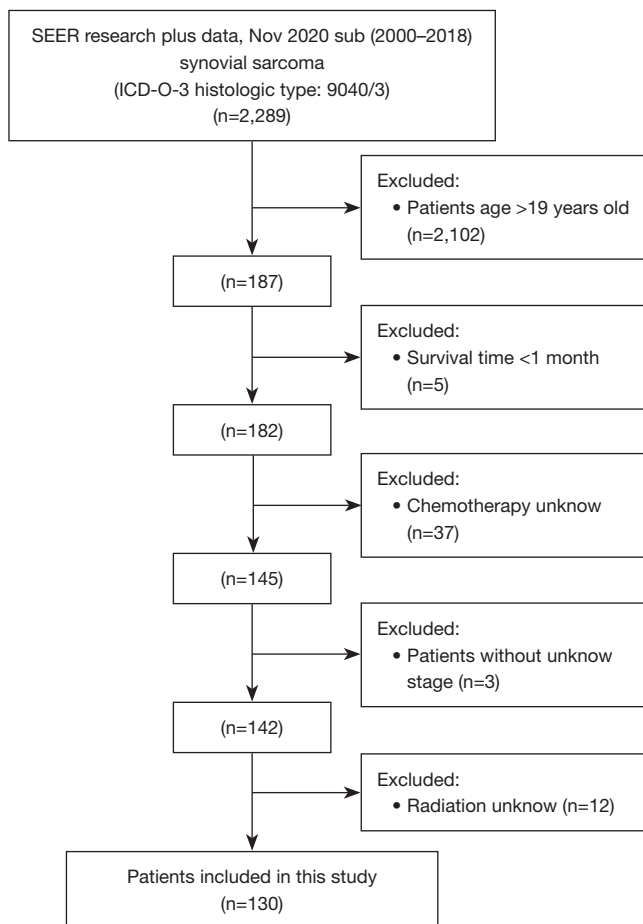 SEER research plus data, Nov 2020 sub (2000–2018)
synovial sarcoma
(ICD-O-3 histologic type: 9040/3)
(n=2,289)
Excluded:
• Patients age >19 years old
(n=2,102)
(n=187)
Excluded:
• Survival time <1 month
(n=5)
(n=182)
Excluded:
• Chemotherapy unknow
(n=37)
(n=145)
Excluded:
• Patients without unknow
stage (n=3)
(n=142)
Excluded:
• Radiation unknow (n=12)
Patients included in this study
(n=130)